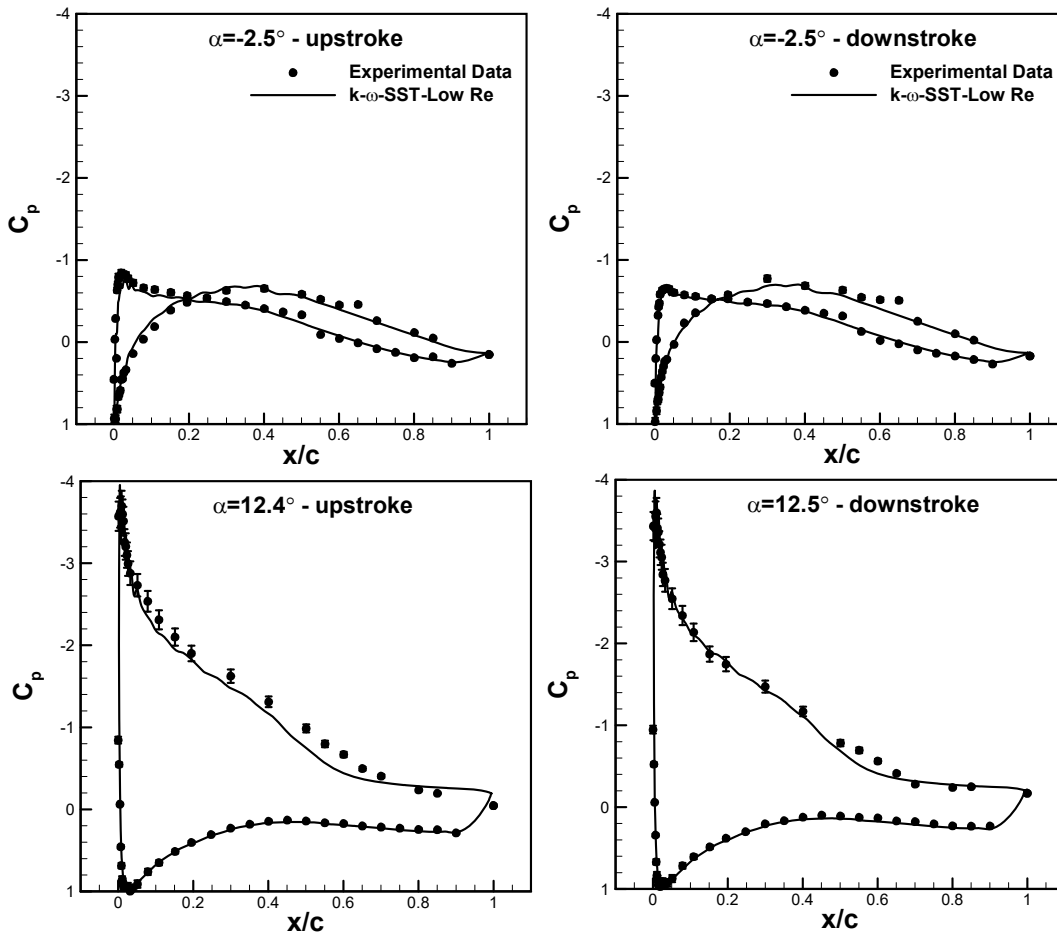 α=-2.5° - upstroke
Experimental Data
k-ω-SST-Low Re
-4
-3
-2
-1
0
1
Cp
0 0.2 0.4 0.6 0.8 1
x/c
α=-2.5° - downstroke
Experimental Data
k-ω-SST-Low Re
-4
-3
-2
-1
0
1
Cp
0 0.2 0.4 0.6 0.8 1
x/c
α=12.4° - upstroke
-4
-3
-2
-1
0
1
Cp
0 0.2 0.4 0.6 0.8 1
x/c
α=12.5° - downstroke
-4
-3
-2
-1
0
1
Cp
0 0.2 0.4 0.6 0.8 1
x/c